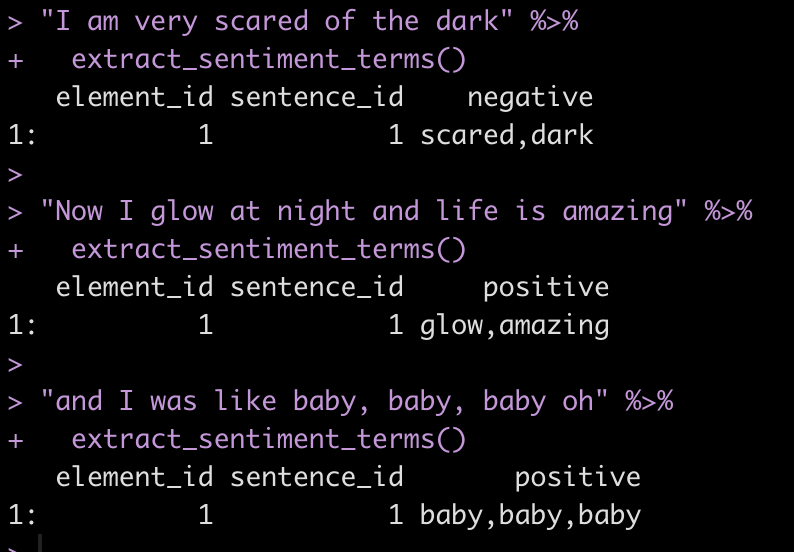 > "I am very scared of the dark" %>%
+   extract_sentiment_terms()
   element_id sentence_id    negative
1:          1           1 scared,dark
>
> "Now I glow at night and life is amazing" %>%
+   extract_sentiment_terms()
   element_id sentence_id     positive
1:          1           1 glow,amazing
>
> "and I was like baby, baby, baby oh" %>%
+   extract_sentiment_terms()
   element_id sentence_id       positive
1:          1           1 baby,baby,baby
>